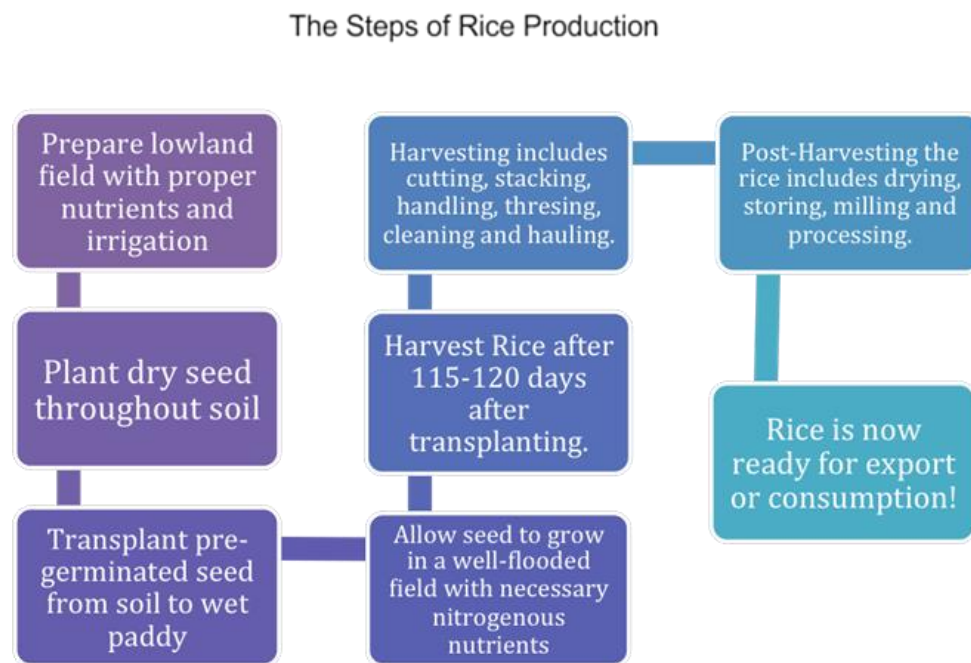 The Steps of Rice Production
Prepare lowland
field with proper
nutrients and
irrigation
Plant dry seed
throughout soil
Transplant pre-
germinated seed
from soil to wet
paddy
Allow seed to grow
in a well-flooded
field with necessary
nitrogenous
nutrients
Harvest Rice after
115-120 days
after
transplanting.
Harvesting includes
cutting, stacking,
handling, thresing,
cleaning and hauling.
Post-Harvesting the
rice includes drying,
storing, milling and
processing.
Rice is now
ready for export
or consumption!